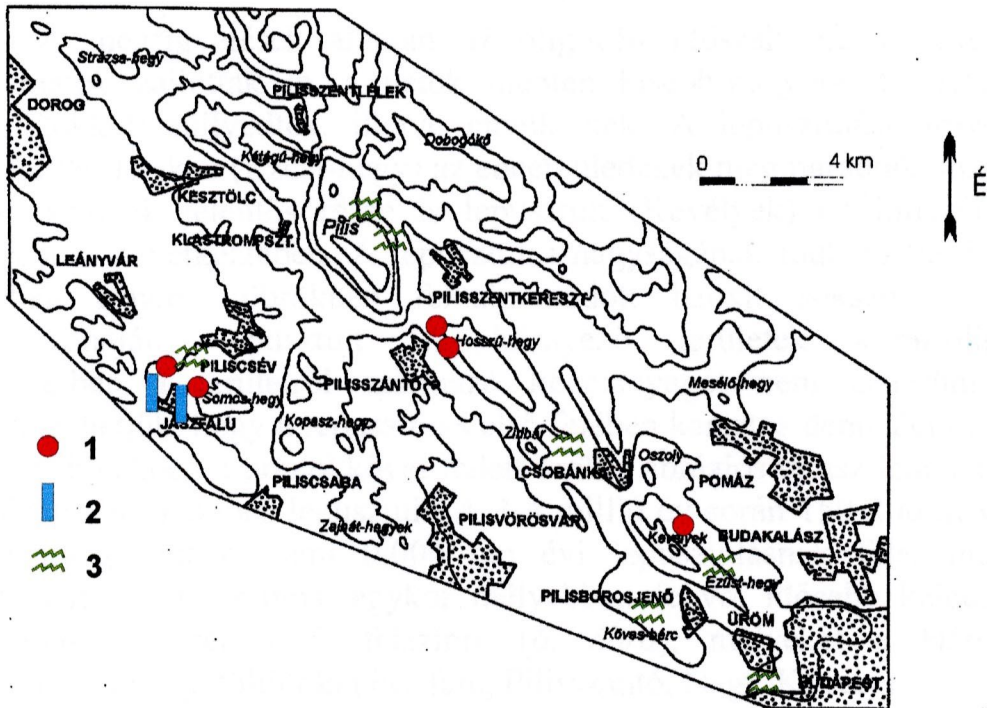 Strázsa-hegy
DOROG
PILISSZENTLÉLEK
Dobogókő
Kétágú-hegy
0 4 km
É
KESZTÖLC
Pilis
KLASTROMPSZT.
LEÁNYVÁR
PILISSZENTKERESZT
Hosszú-hegy
PILISCSÉV
PILISSZÁNTÓ
Mesélő-hegy
Somos-hegy
JÁSZFALU
Kopasz-hegy
Zidbár
Oszoly
1
CSOBÁNKA
POMÁZ
PILISCSABA
2
PILISVÖRÖSVÁR
Zajnát-hegyek
Kevélyek
BUDAKALÁSZ
3
Ezüst-hegy
PILISBOROSJENŐ
ÜRÖM
Köves-bérc
BUDAPEST